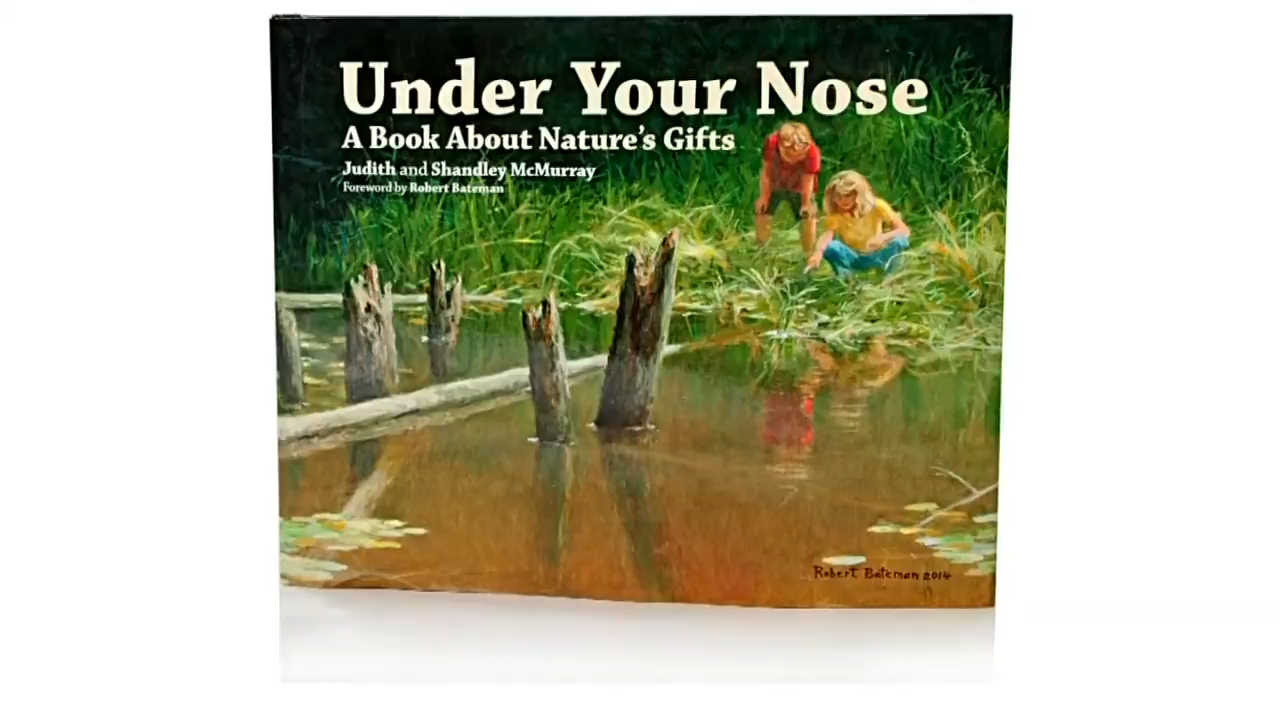 Under Your Nose
A Book About Nature's Gifts
Judith and Shandley McMurray
Foreword by Robert Bateman
Robert Bateman 2014